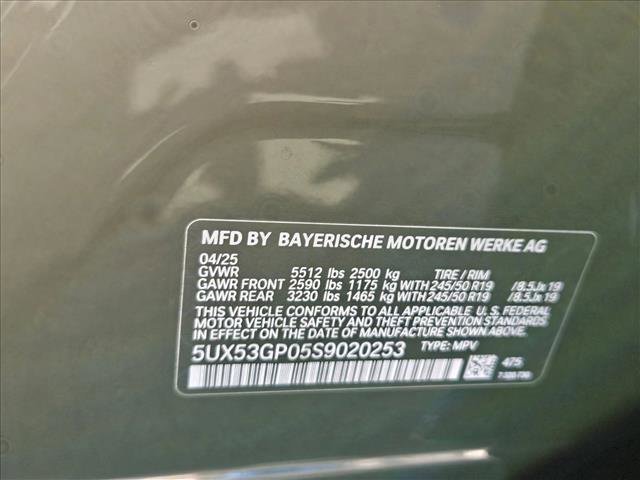 MFD BY BAYERISCHE MOTOREN WERKE AG
04/25
GVWR 5512 lbs 2500 kg TIRE / RIM
GAWR FRONT 2590 lbs 1175 kg WITH 245/50 R19 /8.5Jx19
GAWR REAR 3230 lbs 1465 kg WITH 245/50 R19 /8.5Jx19
THIS VEHICLE CONFORMS TO ALL APPLICABLE U.S. FEDERAL
MOTOR VEHICLE SAFETY AND THEFT PREVENTION STANDARDS
IN EFFECT ON THE DATE OF MANUFACTURE SHOWN ABOVE.
5UX53GP05S9020253 TYPE: MPV
475